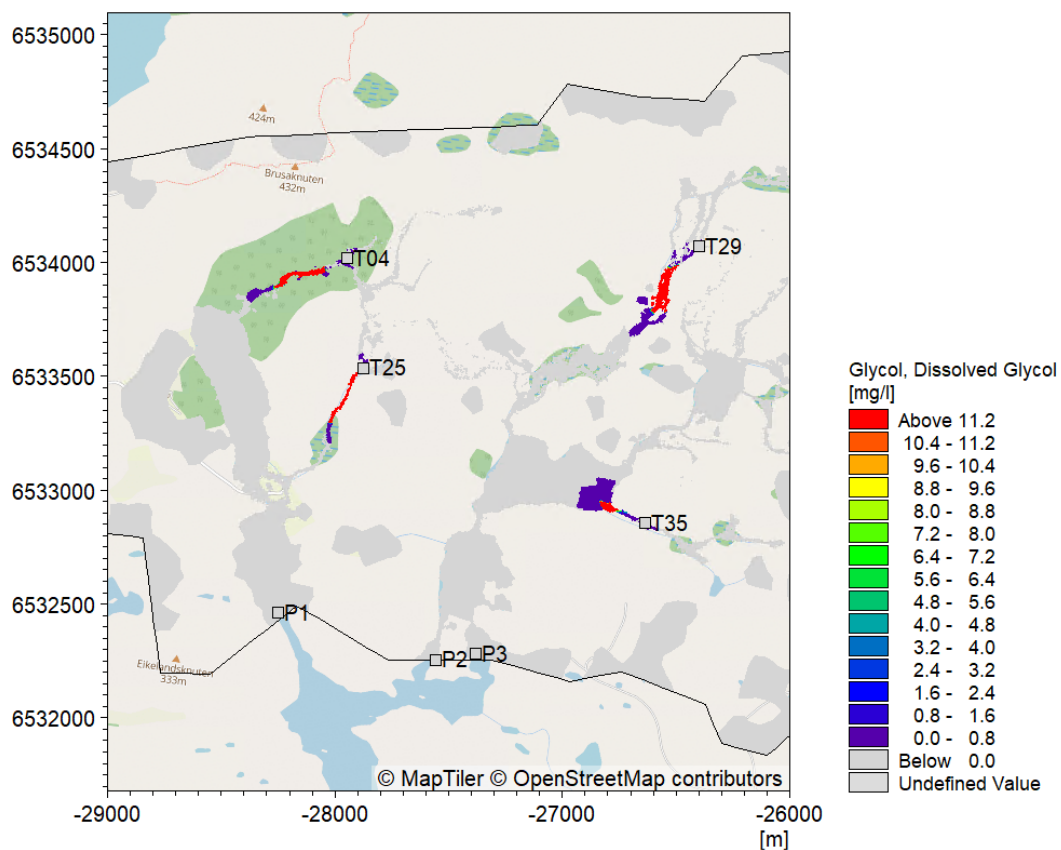 6535000
6534500
6534000
6533500
6533000
6532500
6532000
-29000
-28000
-27000
-26000
[m]
424m
Brusaknuten
432m
T04
T29
T25
T35
P1
P2
P3
Eikelandsknuten
333m
© MapTiler © OpenStreetMap contributors
Glycol, Dissolved Glycol
[mg/l]
Above 11.2
10.4 - 11.2
9.6 - 10.4
8.8 - 9.6
8.0 - 8.8
7.2 - 8.0
6.4 - 7.2
5.6 - 6.4
4.8 - 5.6
4.0 - 4.8
3.2 - 4.0
2.4 - 3.2
1.6 - 2.4
0.8 - 1.6
0.0 - 0.8
Below 0.0
Undefined Value